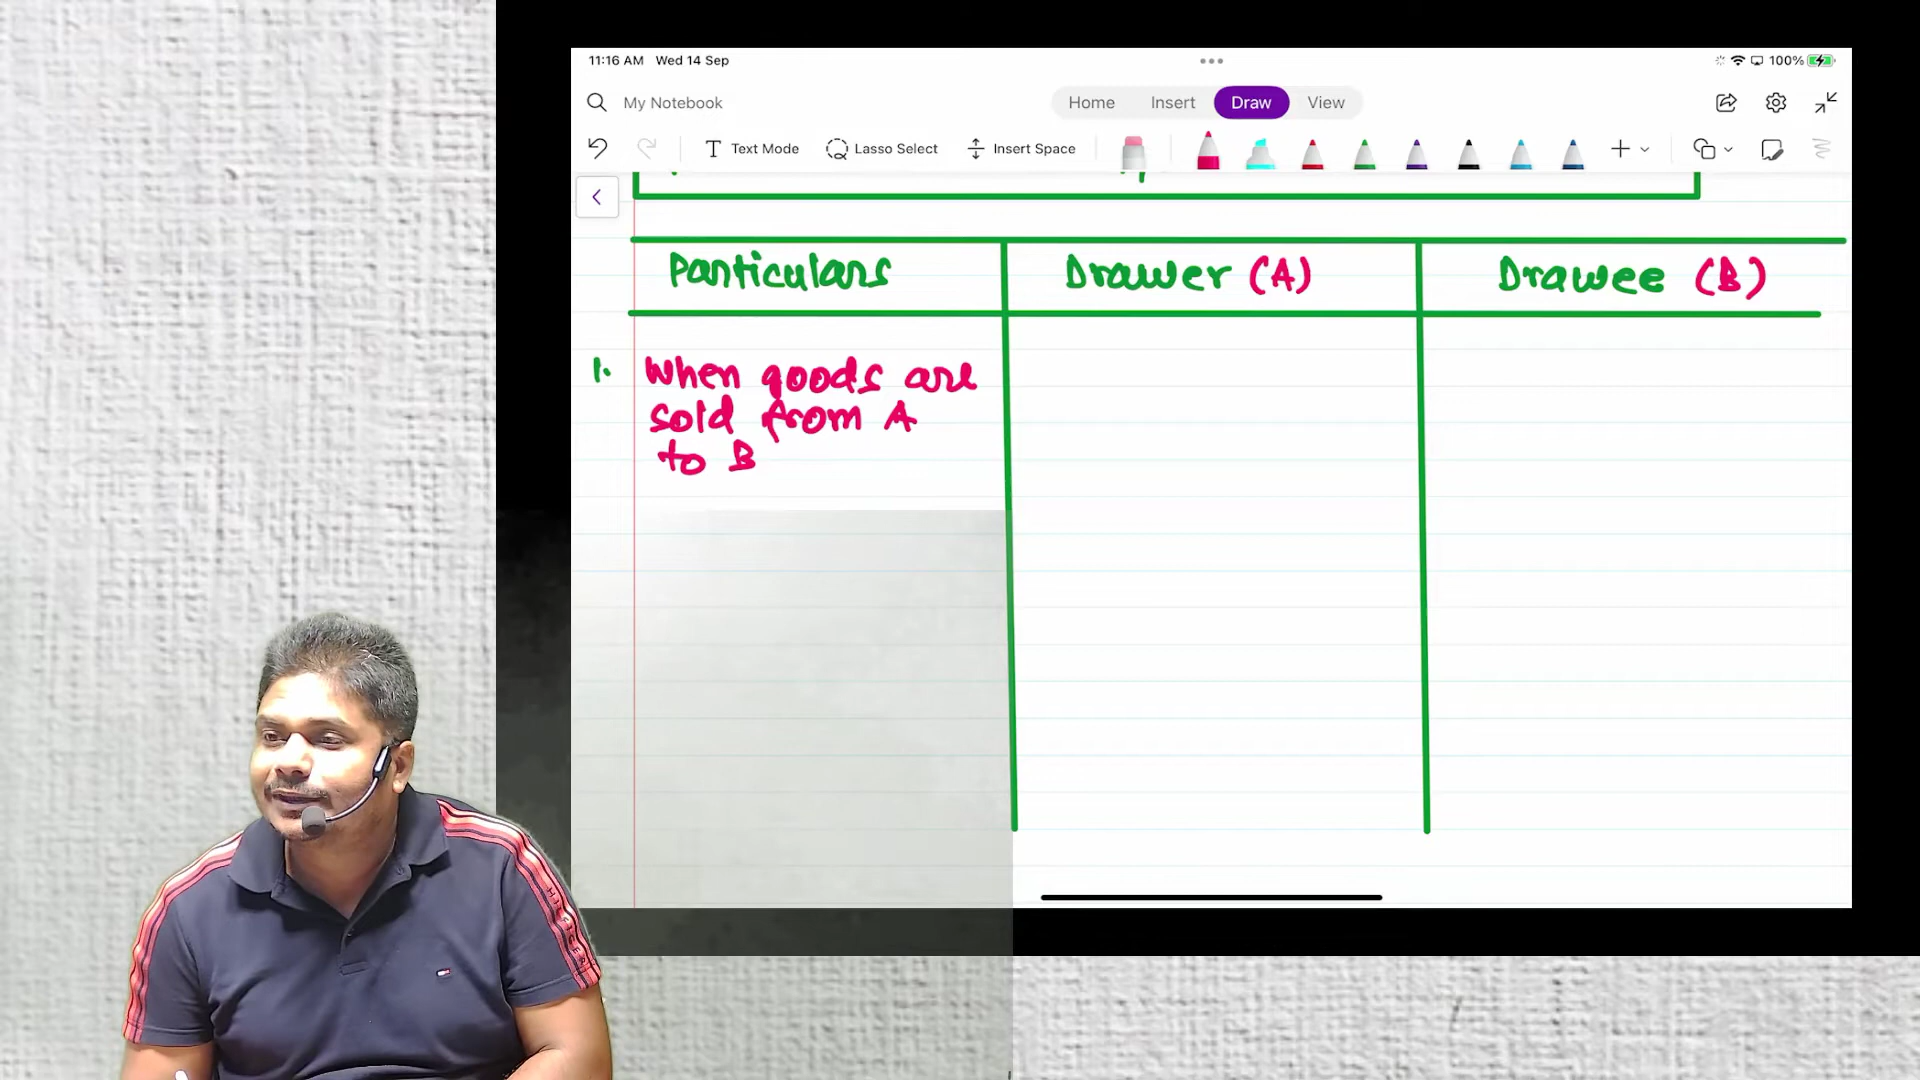 11:16 AM Wed 14 Sep
100%
My Notebook
Home Insert Draw View
Text Mode Lasso Select Insert Space
Particulars Drawer (A) Drawee (B)
1. When goods are
sold from A
to B